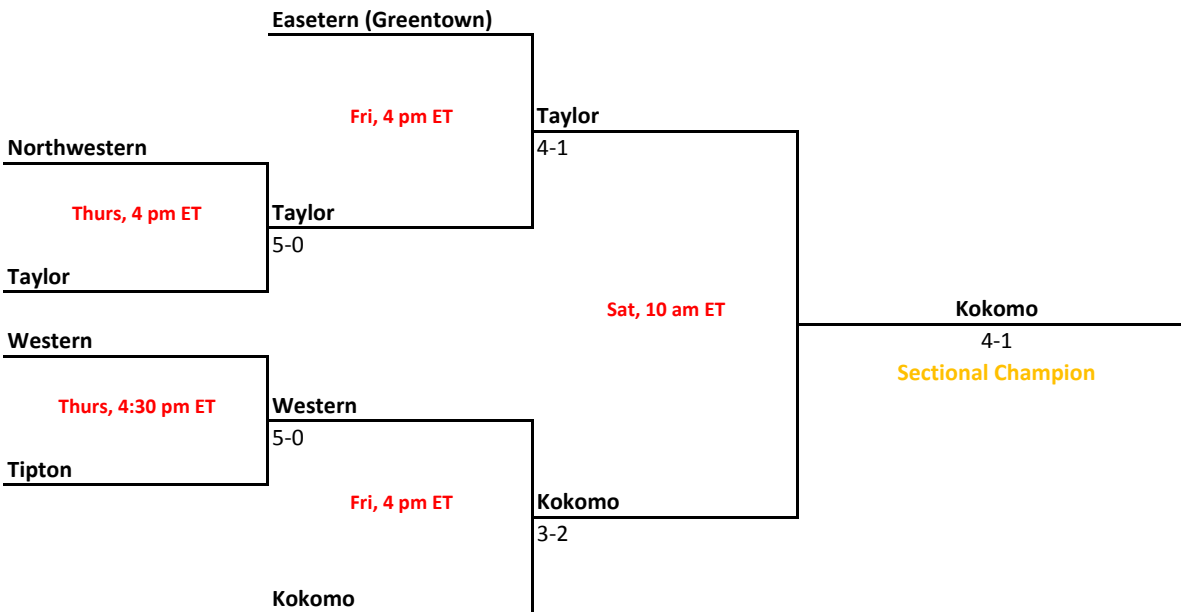 Easetern (Greentown)
Fri, 4 pm ET
Taylor
4-1
Northwestern
Thurs, 4 pm ET
Taylor
5-0
Taylor
Sat, 10 am ET
Kokomo
4-1
Sectional Champion
Western
Thurs, 4:30 pm ET
Western
5-0
Tipton
Fri, 4 pm ET
Kokomo
3-2
Kokomo